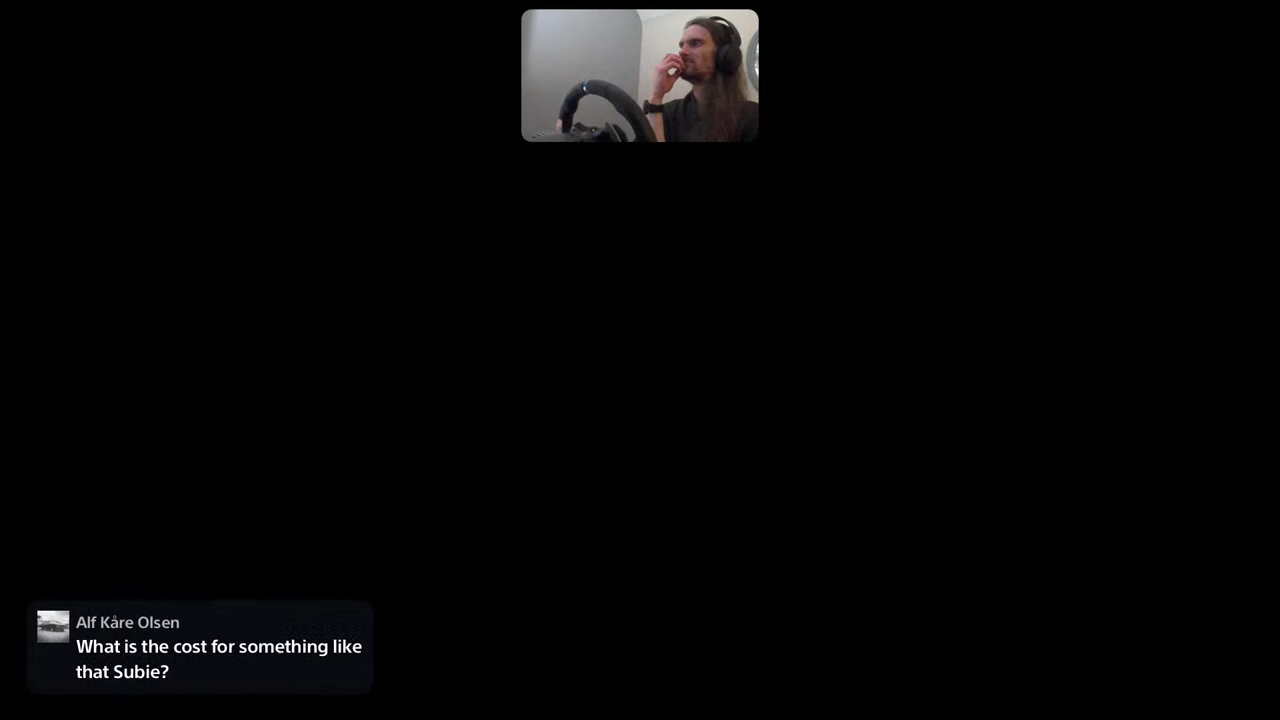 Alf Kåre Olsen
What is the cost for something like
that Subie?